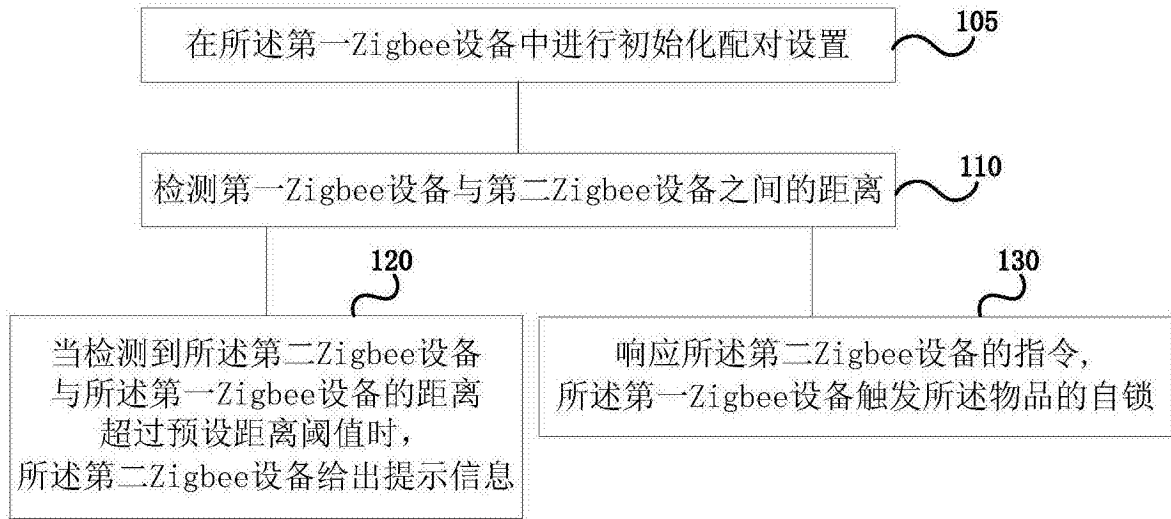 在所述第一Zigbee设备中进行初始化配对设置
105
检测第一Zigbee设备与第二Zigbee设备之间的距离
110
120
当检测到所述第二Zigbee设备
与所述第一Zigbee设备的距离
超过预设距离阈值时，
所述第二Zigbee设备给出提示信息
130
响应所述第二Zigbee设备的指令,
所述第一Zigbee设备触发所述物品的自锁